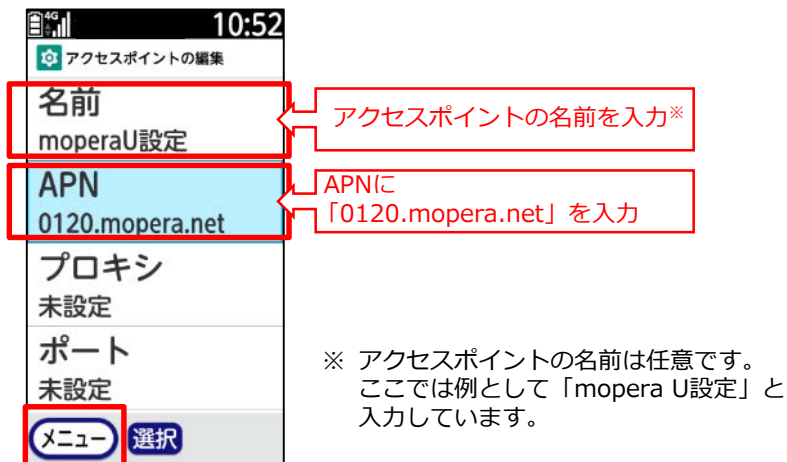 4G 10:52
アクセスポイントの編集
名前
moperaU設定
アクセスポイントの名前を入力※
APN
0120.mopera.net
APNに
「0120.mopera.net」を入力
プロキシ
未設定
ポート
未設定
※ アクセスポイントの名前は任意です。
ここでは例として「mopera U設定」と
入力しています。
メニュー 選択